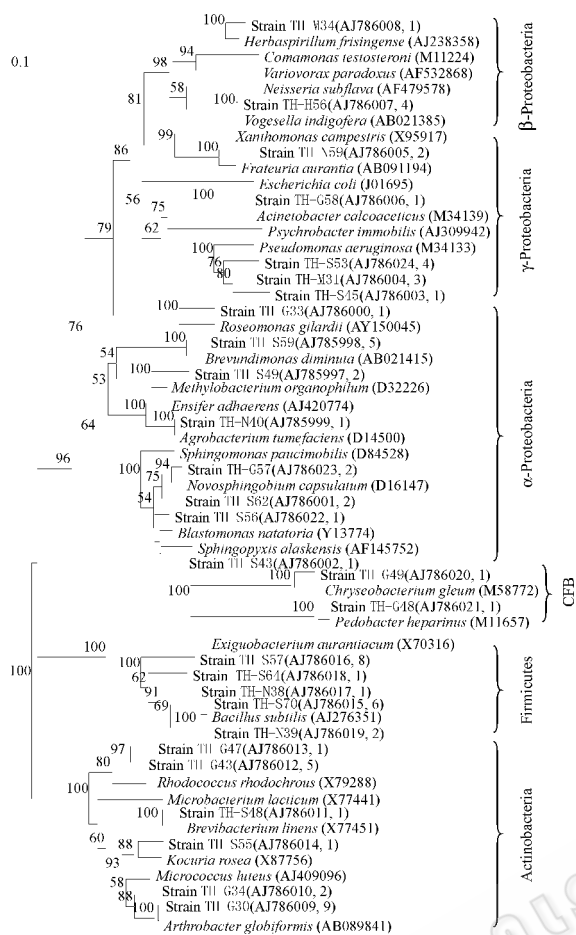 0.1
100
Strain TH M34(AJ786008, 1)
Herbaspirillum frisingense (AJ238358)
98
94
Comamonas testosteroni (M11224)
Variovorax paradoxus (AF532868)
58
Neisseria subflava (AF479578)
81
100
Strain TH-H56(AJ786007, 4)
Vogesella indigofera (AB021385)
β-Proteobacteria
99
Xanthomonas campestris (X95917)
86
100
Strain TH N59(AJ786005, 2)
Frateuria aurantia (AB091194)
Escherichia coli (J01695)
56
100
Strain TH-G58(AJ786006, 1)
75
Acinetobacter calcoaceticus (M34139)
79
62
Psychrobacter immobilis (AJ309942)
100
Pseudomonas aeruginosa (M34133)
76
Strain TH-S53(AJ786024, 4)
80
Strain TH-M31(AJ786004, 3)
Strain TH-S45(AJ786003, 1)
γ-Proteobacteria
100
Strain TH G33(AJ786000, 1)
76
Roseomonas gilardii (AY150045)
100
Strain TH S59(AJ785998, 5)
54
Brevundimonas diminuta (AB021415)
53
100
Strain TH S49(AJ785997, 2)
Methylobacterium organophilum (D32226)
100
Ensifer adhaerens (AJ420774)
64
100
Strain TH-N40(AJ785999, 1)
Agrobacterium tumefaciens (D14500)
96
100
Sphingomonas paucimobilis (D84528)
94
Strain TH-G57(AJ786023, 2)
75
Novosphingobium capsulatum (D16147)
54
Strain TH S62(AJ786001, 2)
Strain TH S56(AJ786022, 1)
Blastomonas natatoria (Y13774)
Sphingopyxis alaskensis (AF145752)
Strain TH S43(AJ786002, 1)
α-Proteobacteria
100
100
Strain TH G49(AJ786020, 1)
Chryseobacterium gleum (M58772)
100
Strain TH-G48(AJ786021, 1)
Pedobacter heparinus (M11657)
CFB
100
100
Exiguobacterium aurantiacum (X70316)
100
Strain TH S57(AJ786016, 8)
62
Strain TH-S64(AJ786018, 1)
91
Strain TH-N38(AJ786017, 1)
69
Strain TH-S70(AJ786015, 6)
100
Bacillus subtilis (AJ276351)
Strain TH-N39(AJ786019, 2)
Firmicutes
97
Strain TH G47(AJ786013, 1)
80
Strain TH G43(AJ786012, 5)
Rhodococcus rhodochrous (X79288)
100
Microbacterium lacticum (X77441)
100
Strain TH-S48(AJ786011, 1)
Brevibacterium linens (X77451)
60
88
Strain TH S55(AJ786014, 1)
93
Kocuria rosea (X87756)
58
Micrococcus luteus (AJ409096)
88
Strain TH G34(AJ786010, 2)
100
Strain TH G30(AJ786009, 9)
Arthrobacter globiformis (AB089841)
Actinobacteria